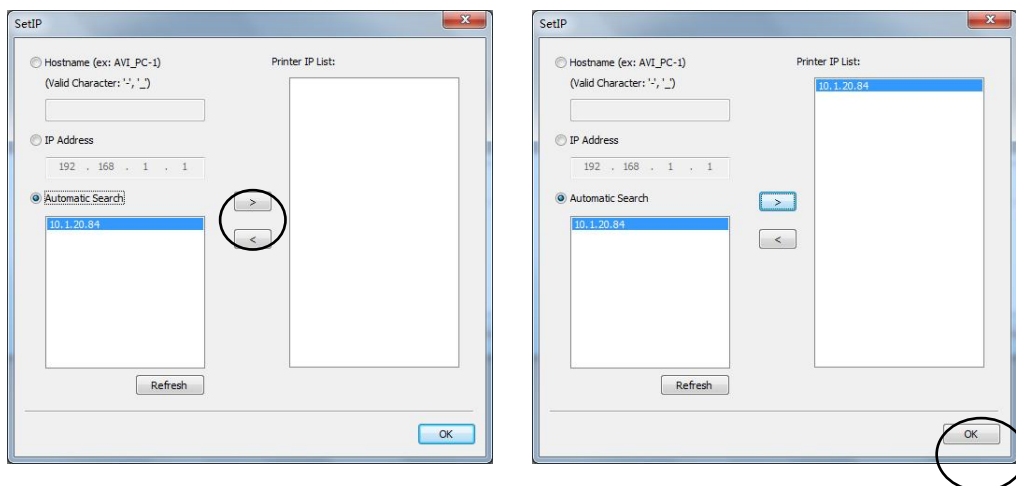 SetIP
Hostname (ex: AVI_PC-1)
Printer IP List:
(Valid Character: '-', '_')
IP Address
192 . 168 . 1 . 1
Automatic Search
>
10.1.20.84
<
Refresh
OK
SetIP
Hostname (ex: AVI_PC-1)
Printer IP List:
(Valid Character: '-', '_')
10.1.20.84
IP Address
192 . 168 . 1 . 1
Automatic Search
>
10.1.20.84
<
Refresh
OK